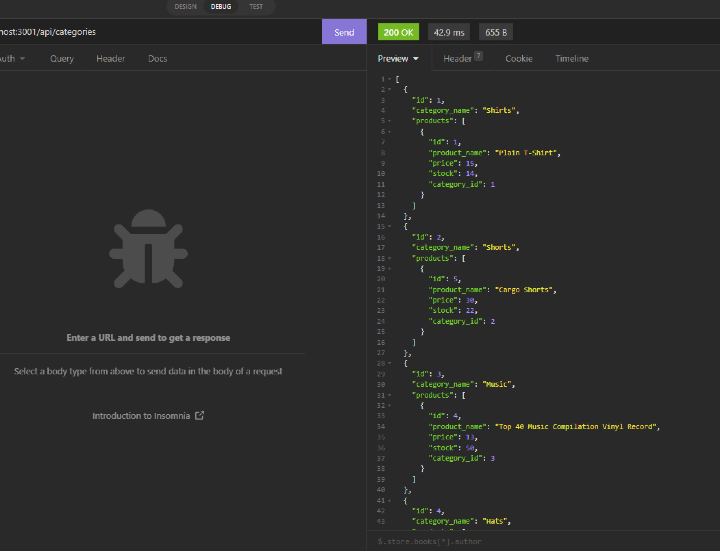 DESIGN DEBUG TEST
host:3001/api/categories Send 200 OK 42.9 ms 655 B
Auth Query Header Docs Preview Header 7 Cookie Timeline
1 [
2 {
3 "id": 1,
4 "category_name": "Shirts",
5 "products": [
6 {
7 "id": 1,
8 "product_name": "Plain T-Shirt",
9 "price": 15,
10 "stock": 14,
11 "category_id": 1
12 }
13 ]
14 },
15 {
16 "id": 2,
17 "category_name": "Shorts",
18 "products": [
19 {
20 "id": 5,
21 "product_name": "Cargo Shorts",
22 "price": 30,
23 "stock": 22,
24 "category_id": 2
25 }
26 ]
27 },
28 {
29 "id": 3,
30 "category_name": "Music",
31 "products": [
32 {
33 "id": 4,
34 "product_name": "Top 40 Music Compilation Vinyl Record",
35 "price": 13,
36 "stock": 50,
37 "category_id": 3
38 }
39 ]
40 },
41 {
42 "id": 4,
43 "category_name": "Hats",
$.store.books[*].author
Enter a URL and send to get a response
Select a body type from above to send data in the body of a request
Introduction to Insomnia